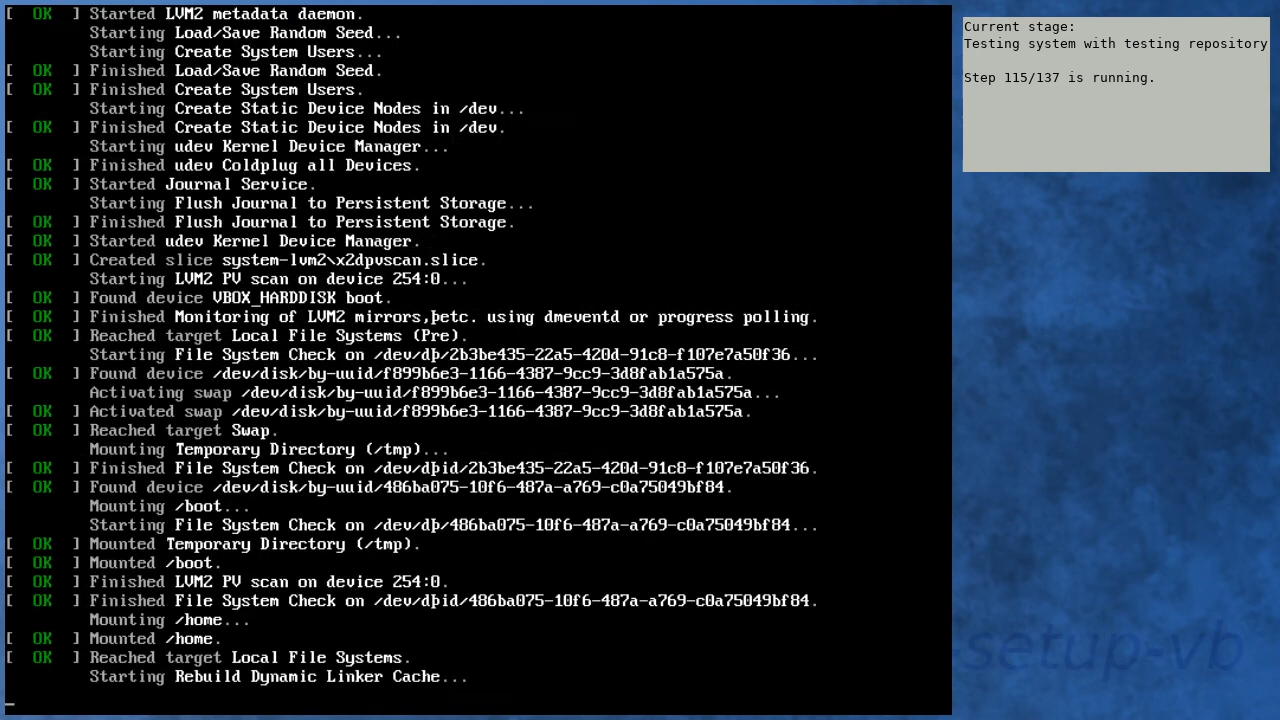 [  OK  ] Started LVM2 metadata daemon.
         Starting Load/Save Random Seed...
         Starting Create System Users...
[  OK  ] Finished Load/Save Random Seed.
[  OK  ] Finished Create System Users.
         Starting Create Static Device Nodes in /dev...
[  OK  ] Finished Create Static Device Nodes in /dev.
         Starting udev Kernel Device Manager...
[  OK  ] Finished udev Coldplug all Devices.
[  OK  ] Started Journal Service.
         Starting Flush Journal to Persistent Storage...
[  OK  ] Finished Flush Journal to Persistent Storage.
[  OK  ] Started udev Kernel Device Manager.
[  OK  ] Created slice system-lvm2\x2dpvscan.slice.
         Starting LVM2 PV scan on device 254:0...
[  OK  ] Found device VBOX_HARDDISK boot.
[  OK  ] Finished Monitoring of LVM2 mirrors,þetc. using dmeventd or progress polling.
[  OK  ] Reached target Local File Systems (Pre).
         Starting File System Check on /dev/dþ/2b3be435-22a5-420d-91c8-f107e7a50f36...
[  OK  ] Found device /dev/disk/by-uuid/f899b6e3-1166-4387-9cc9-3d8fab1a575a.
         Activating swap /dev/disk/by-uuid/f899b6e3-1166-4387-9cc9-3d8fab1a575a...
[  OK  ] Activated swap /dev/disk/by-uuid/f899b6e3-1166-4387-9cc9-3d8fab1a575a.
[  OK  ] Reached target Swap.
         Mounting Temporary Directory (/tmp)...
[  OK  ] Finished File System Check on /dev/dþid/2b3be435-22a5-420d-91c8-f107e7a50f36.
[  OK  ] Found device /dev/disk/by-uuid/486ba075-10f6-487a-a769-c0a75049bf84.
         Mounting /boot...
         Starting File System Check on /dev/dþ/486ba075-10f6-487a-a769-c0a75049bf84...
[  OK  ] Mounted Temporary Directory (/tmp).
[  OK  ] Mounted /boot.
[  OK  ] Finished LVM2 PV scan on device 254:0.
[  OK  ] Finished File System Check on /dev/dþid/486ba075-10f6-487a-a769-c0a75049bf84.
         Mounting /home...
[  OK  ] Mounted /home.
[  OK  ] Reached target Local File Systems.
         Starting Rebuild Dynamic Linker Cache...
_
Current stage:
Testing system with testing repository
Step 115/137 is running.
-setup-vb